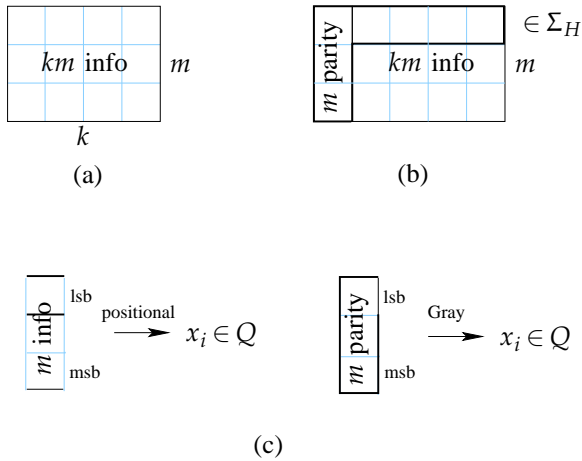 km info
m
k
(a)
m parity
∈ Σ_H
km info
m
(b)
m info
lsb
msb
positional
x_i ∈ Q
m parity
lsb
msb
Gray
x_i ∈ Q
(c)